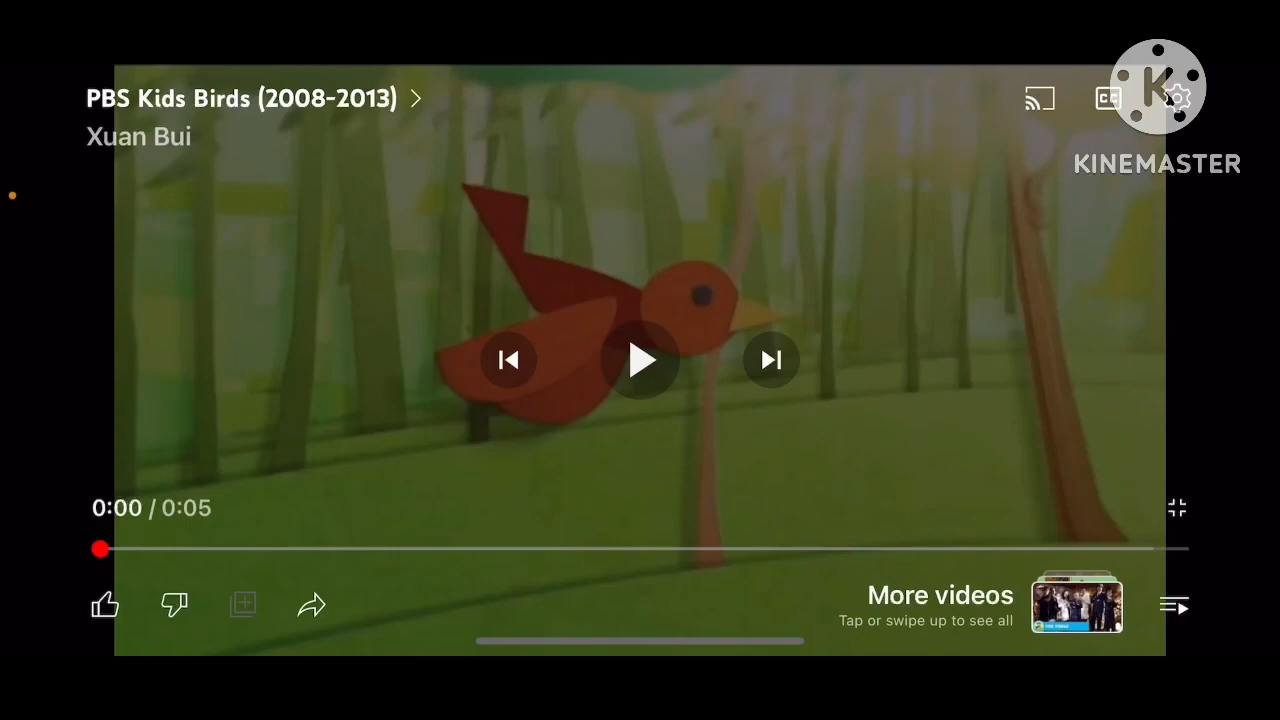 PBS Kids Birds (2008-2013)
Xuan Bui
CC
K
KINEMASTER
0:00 / 0:05
More videos
Tap or swipe up to see all